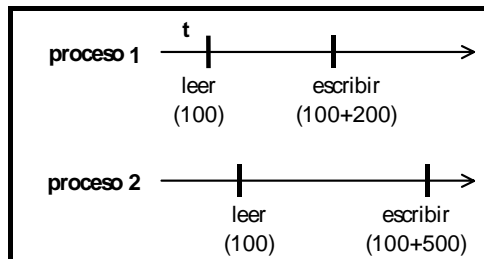 t
proceso 1
leer
escribir
(100)
(100+200)
proceso 2
leer
escribir
(100)
(100+500)